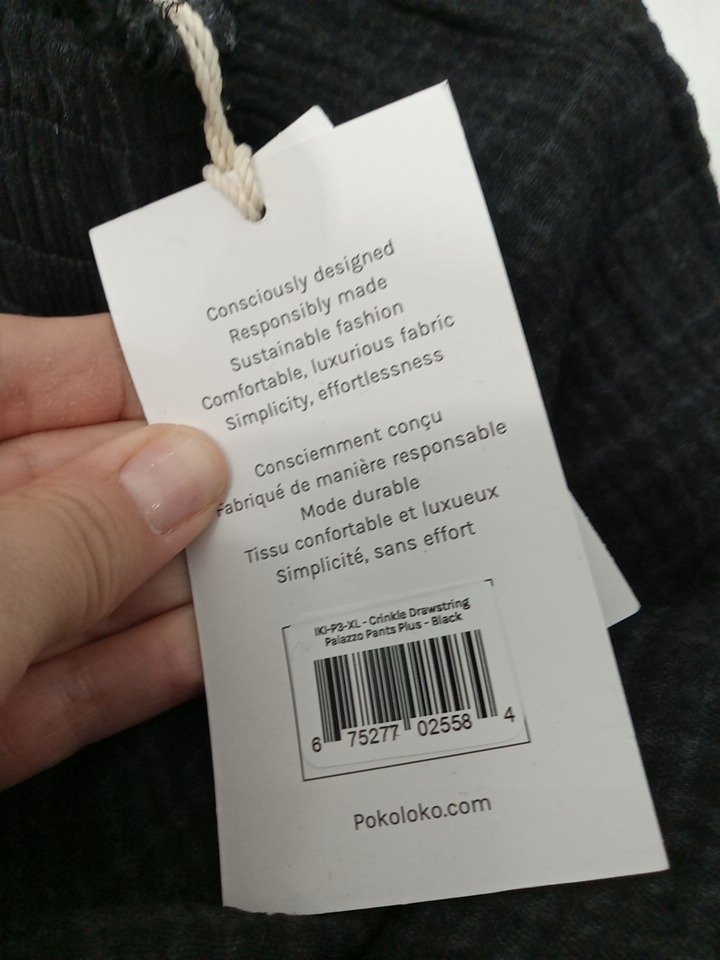 Consciously designed
Responsibly made
Sustainable fashion
Comfortable, luxurious fabric
Simplicity, effortlessness
Consciemment conçu
Fabriqué de manière responsable
Mode durable
Tissu confortable et luxueux
Simplicité, sans effort
IKI-P3-XL - Crinkle Drawstring
Palazzo Pants Plus - Black
6 75277 02558 4
Pokoloko.com